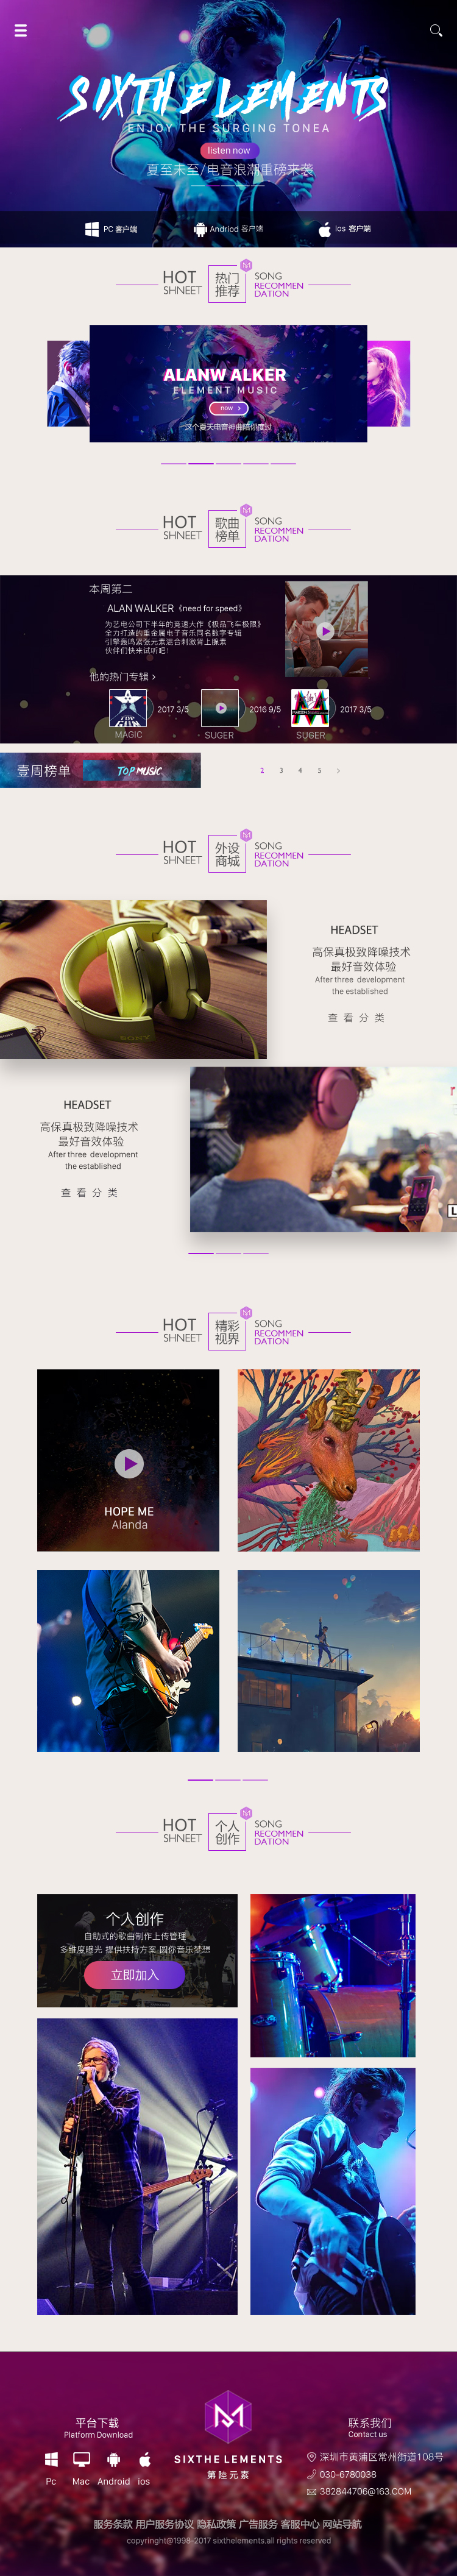 SIXTH ELEMENTS
ENJOY THE SURGING TONEA
listen now
夏至未至/电音浪潮重磅来袭
PC 客户端
Andriod 客户端
Ios 客户端
HOT
SHNEET
热门
推荐
SONG
RECOMMEN
DATION
ALANW ALKER
ELEMENT MUSIC
now >
这个夏天电音神曲陪你度过
HOT
SHNEET
歌曲
榜单
SONG
RECOMMEN
DATION
本周第二
ALAN WALKER《need for speed》
为艺电公司下半年的竞速大作《极品飞车极限》
全力打造的重金属电子音乐同名数字专辑
引擎轰鸣紧张元素混合刺激肾上腺素
伙伴们快来试听吧！
他的热门专辑 >
2017 3/5
2016 9/5
2017 3/5
MAGIC
SUGER
SUGER
壹周榜单
TOP MUSIC
2 3 4 5 >
HOT
SHNEET
外设
商城
SONG
RECOMMEN
DATION
HEADSET
高保真极致降噪技术
最好音效体验
After three development
the established
查看分类
HEADSET
高保真极致降噪技术
最好音效体验
After three development
the established
查看分类
HOT
SHNEET
精彩
视界
SONG
RECOMMEN
DATION
HOPE ME
Alanda
HOT
SHNEET
个人
创作
SONG
RECOMMEN
DATION
个人创作
自助式的歌曲制作上传管理
多维度曝光 提供扶持方案 圆你音乐梦想
立即加入
平台下载
Platform Download
Pc
Mac
Android
ios
SIXTHE LEMENTS
第陸元素
联系我们
Contact us
深圳市黄浦区常州街道108号
030-6780038
382844706@163.COM
服务条款 用户服务协议 隐私政策 广告服务 客服中心 网站导航
copyright@1998-2017 sixthelements.all rights reserved